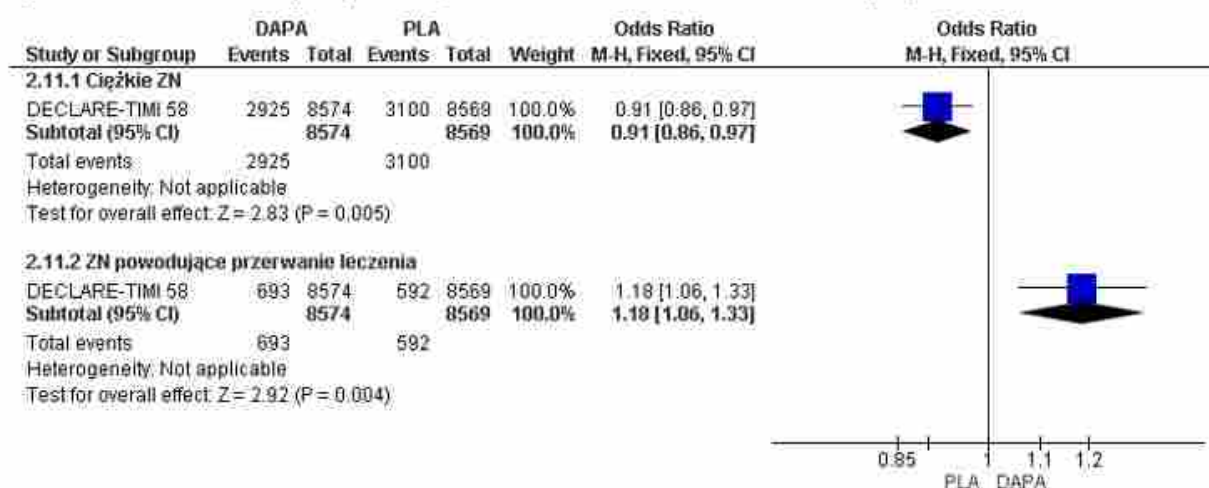 DAPA PLA Odds Ratio Odds Ratio
Study or Subgroup Events Total Events Total Weight M-H, Fixed, 95% CI M-H, Fixed, 95% CI
2.11.1 Ciężkie ZN
DECLARE-TIMI 58 2925 8574 3100 8569 100.0% 0.91 [0.86, 0.97]
Subtotal (95% CI) 8574 8569 100.0% 0.91 [0.86, 0.97]
Total events 2925 3100
Heterogeneity: Not applicable
Test for overall effect: Z = 2.83 (P = 0.005)
2.11.2 ZN powodujące przerwanie leczenia
DECLARE-TIMI 58 693 8574 592 8569 100.0% 1.18 [1.06, 1.33]
Subtotal (95% CI) 8574 8569 100.0% 1.18 [1.06, 1.33]
Total events 693 592
Heterogeneity: Not applicable
Test for overall effect: Z = 2.92 (P = 0.004)
0.85 1 1.1 1.2
PLA DAPA